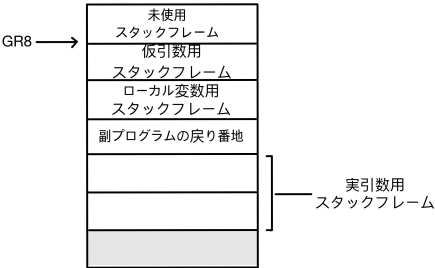 未使用
スタックフレーム
GR8
仮引数用
スタックフレーム
ローカル変数用
スタックフレーム
副プログラムの戻り番地
実引数用
スタックフレーム